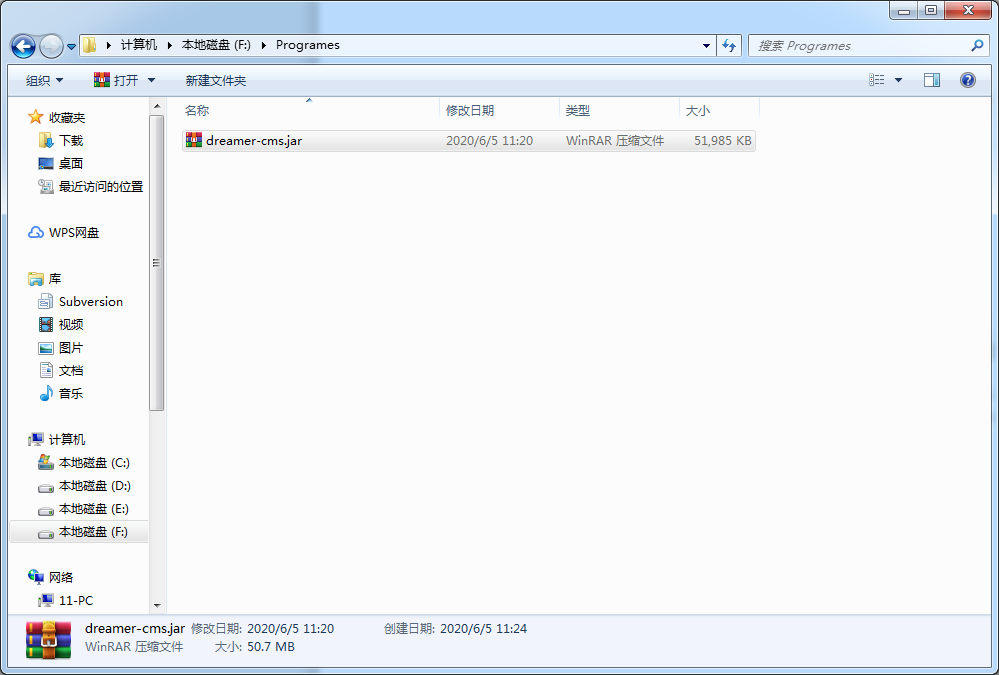 计算机 本地磁盘 (F:) Programes
搜索 Programes
组织 打开 新建文件夹
名称 修改日期 类型 大小
dreamer-cms.jar 2020/6/5 11:20 WinRAR 压缩文件 51,985 KB
收藏夹
下载
桌面
最近访问的位置
WPS网盘
库
Subversion
视频
图片
文档
音乐
计算机
本地磁盘 (C:)
本地磁盘 (D:)
本地磁盘 (E:)
本地磁盘 (F:)
网络
11-PC
dreamer-cms.jar 修改日期: 2020/6/5 11:20 创建日期: 2020/6/5 11:24
WinRAR 压缩文件 大小: 50.7 MB